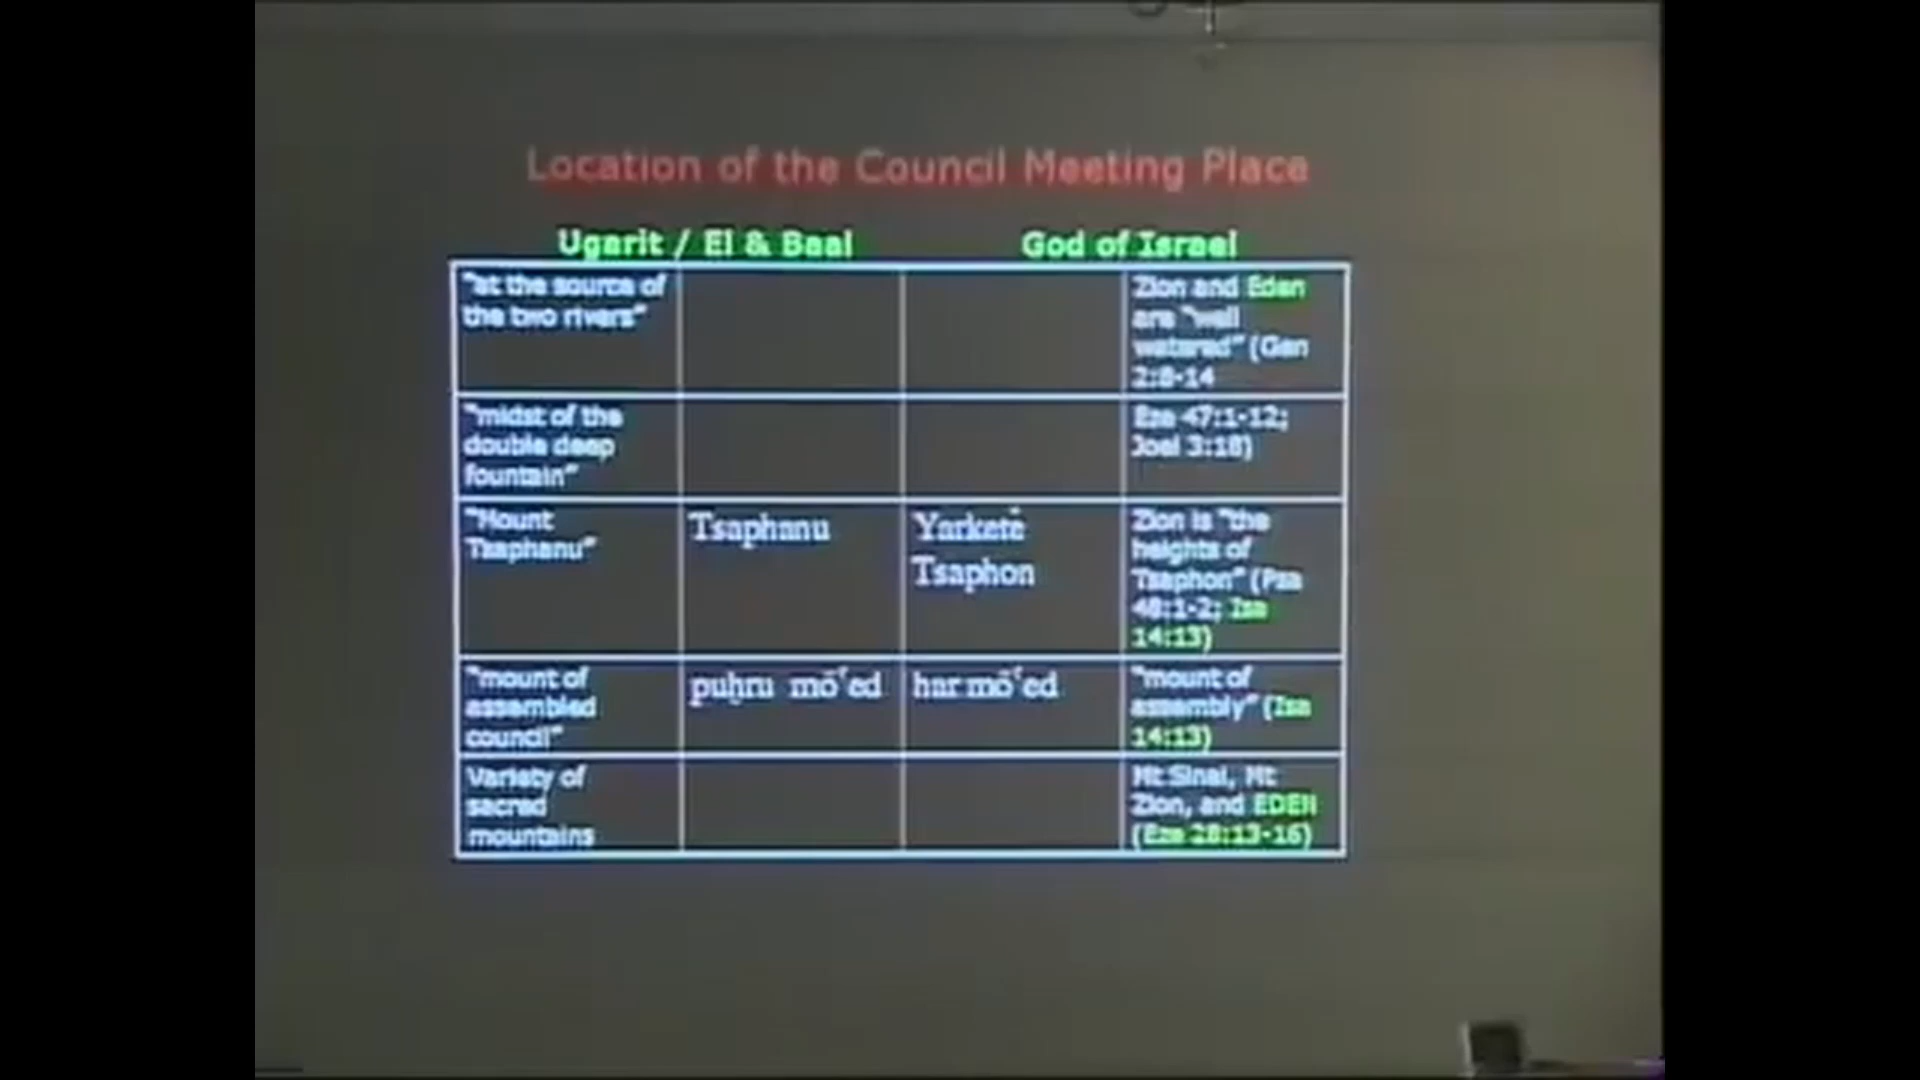 Location of the Council Meeting Place
Ugarit / El & Baal
God of Israel
"at the source of
the two rivers"
Zion and Eden
are "well
watered" (Gen
2:8-14
"midst of the
double deep
fountain"
Eze 47:1-12;
Joel 3:18)
"Mount
Tsaphanu"
Tsaphanu
Yarketē
Tsaphon
Zion is "the
heights of
Tsaphon" (Psa
48:1-2; Isa
14:13)
"mount of
assembled
council"
puḫru mōʿed
har mōʿed
"mount of
assembly" (Isa
14:13)
Variety of
sacred
mountains
Mt Sinai, Mt
Zion, and EDEN
(Eze 28:13-16)